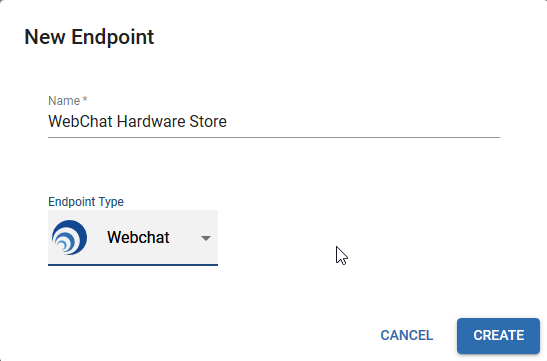 New Endpoint
Name *
WebChat Hardware Store
Endpoint Type
Webchat
CANCEL CREATE